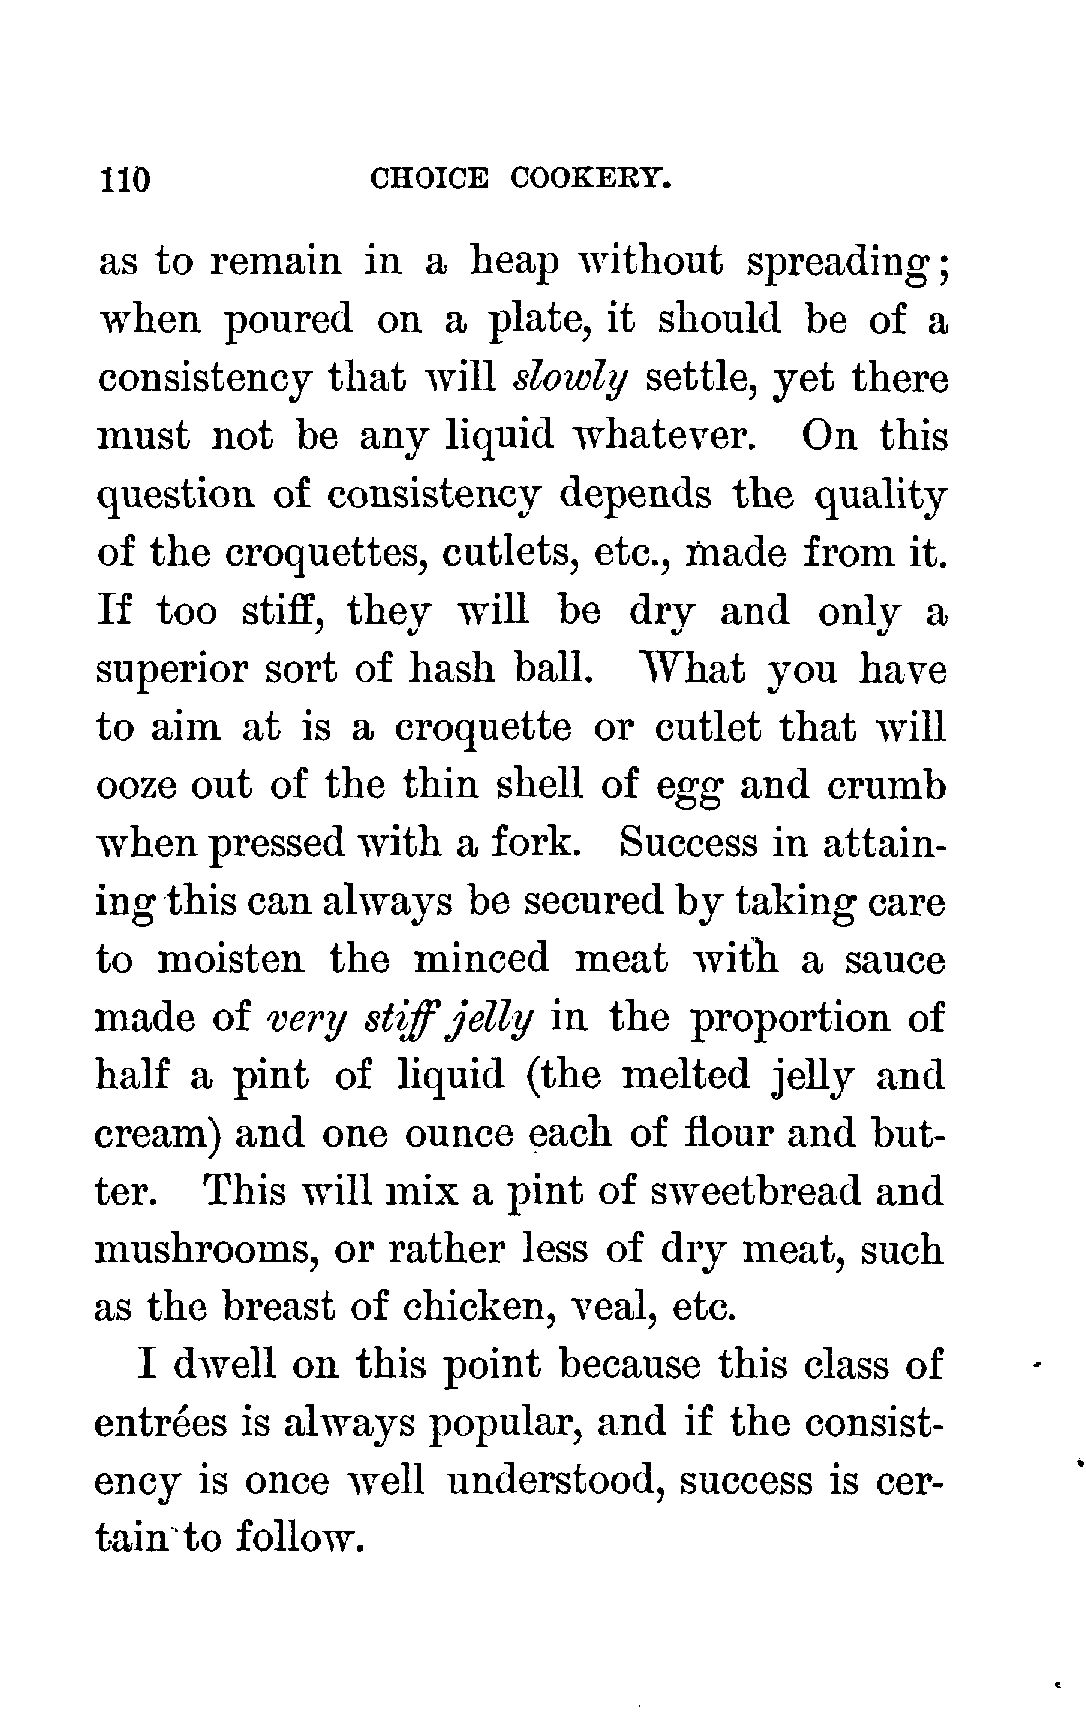 110 CHOICE COOKERY.
as to remain in a heap without spreading;
when poured on a plate, it should be of a
consistency that will slowly settle, yet there
must not be any liquid whatever. On this
question of consistency depends the quality
of the croquettes, cutlets, etc., made from it.
If too stiff, they will be dry and only a
superior sort of hash ball. What you have
to aim at is a croquette or cutlet that will
ooze out of the thin shell of egg and crumb
when pressed with a fork. Success in attain-
ing this can always be secured by taking care
to moisten the minced meat with a sauce
made of very stiff jelly in the proportion of
half a pint of liquid (the melted jelly and
cream) and one ounce each of flour and but-
ter. This will mix a pint of sweetbread and
mushrooms, or rather less of dry meat, such
as the breast of chicken, veal, etc.
I dwell on this point because this class of
entrées is always popular, and if the consist-
ency is once well understood, success is cer-
tain to follow.